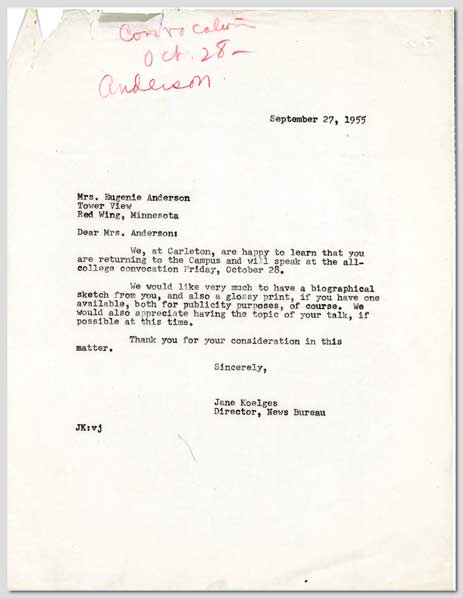 Convocation
Oct. 28-
Anderson
September 27, 1955
Mrs. Eugenie Anderson
Tower View
Red Wing, Minnesota
Dear Mrs. Anderson:
We, at Carleton, are happy to learn that you
are returning to the Campus and will speak at the all-
college convocation Friday, October 28.
We would like very much to have a biographical
sketch from you, and also a glossy print, if you have one
available, both for publicity purposes, of course. We
would also appreciate having the topic of your talk, if
possible at this time.
Thank you for your consideration in this
matter.
Sincerely,
Jane Koelges
Director, News Bureau
JK:vj